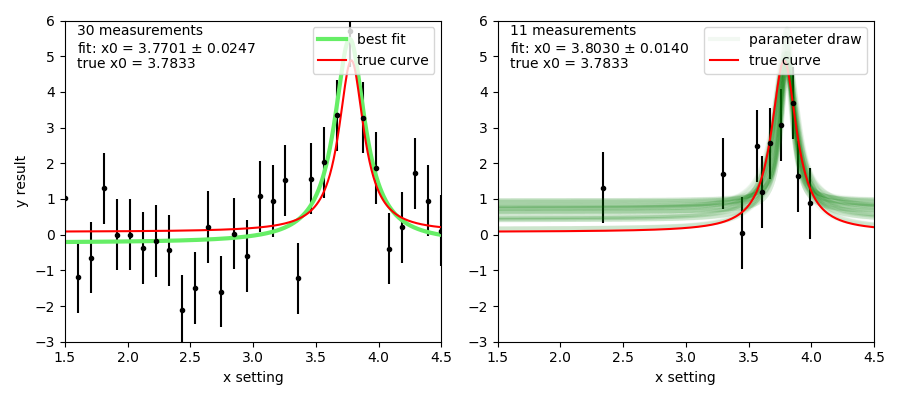 30 measurements
fit: x0 = 3.7701 ± 0.0247
true x0 = 3.7833
best fit
true curve
6
5
4
3
2
1
0
−1
−2
−3
y result
1.5
2.0
2.5
3.0
3.5
4.0
4.5
x setting
11 measurements
fit: x0 = 3.8030 ± 0.0140
true x0 = 3.7833
parameter draw
true curve
6
5
4
3
2
1
0
−1
−2
−3
1.5
2.0
2.5
3.0
3.5
4.0
4.5
x setting